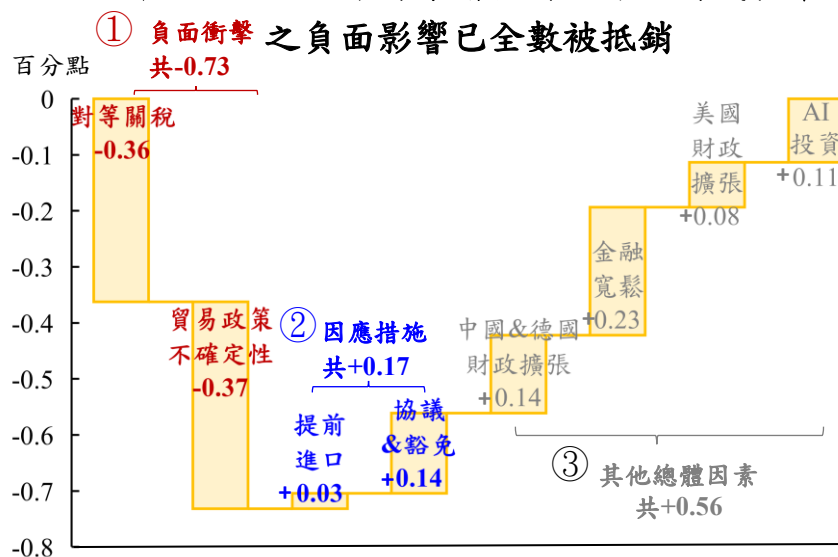 ① 負面衝擊 之負面影響已全數被抵銷
共-0.73
百分點
0
-0.1
-0.2
-0.3
-0.4
-0.5
-0.6
-0.7
-0.8
對等關稅
-0.36
貿易政策
不確定性
-0.37
② 因應措施
共+0.17
提前
進口
+0.03
協議
&豁免
+0.14
中國&德國
財政擴張
+0.14
金融
寬鬆
+0.23
美國
財政
擴張
+0.08
AI
投資
+0.11
③ 其他總體因素
共+0.56